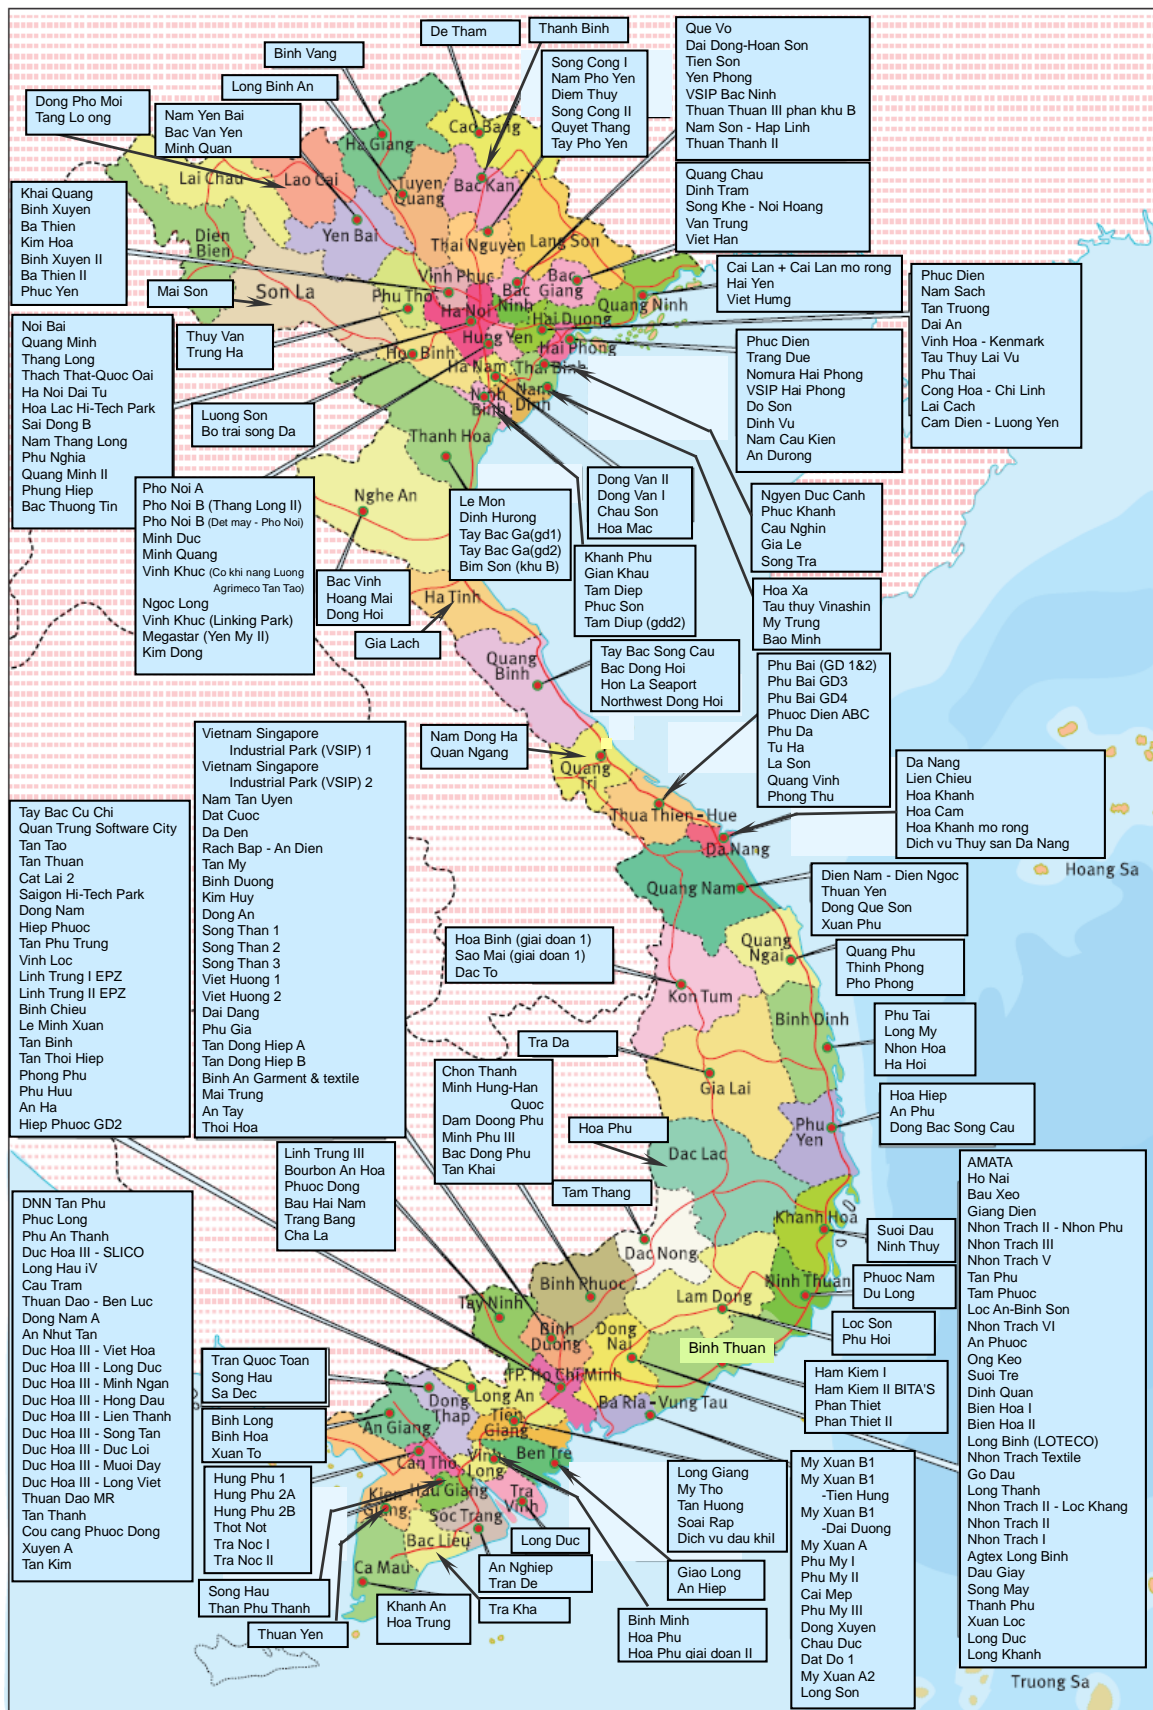 De Tham
Thanh Binh
Binh Vang
Long Binh An
Dong Pho Moi
Tang Lo ong
Nam Yen Bai
Bac Van Yen
Minh Quan
Song Cong I
Nam Pho Yen
Diem Thuy
Song Cong II
Quyet Thang
Tay Pho Yen
Que Vo
Dai Dong-Hoan Son
Tien Son
Yen Phong
VSIP Bac Ninh
Thuan Thuan III phan khu B
Nam Son - Hap Linh
Thuan Thanh II
Quang Chau
Dinh Tram
Song Khe - Noi Hoang
Van Trung
Viet Han
Khai Quang
Binh Xuyen
Ba Thien
Kim Hoa
Binh Xuyen II
Ba Thien II
Phuc Yen
Mai Son
Thuy Van
Trung Ha
Cai Lan + Cai Lan mo rong
Hai Yen
Viet Humg
Phuc Dien
Nam Sach
Tan Truong
Dai An
Vinh Hoa - Kenmark
Tau Thuy Lai Vu
Phu Thai
Cong Hoa - Chi Linh
Lai Cach
Cam Dien - Luong Yen
Noi Bai
Quang Minh
Thang Long
Thach That-Quoc Oai
Ha Noi Dai Tu
Hoa Lac Hi-Tech Park
Sai Dong B
Nam Thang Long
Phu Nghia
Quang Minh II
Phung Hiep
Bac Thuong Tin
Luong Son
Bo trai song Da
Phuc Dien
Trang Due
Nomura Hai Phong
VSIP Hai Phong
Do Son
Dinh Vu
Nam Cau Kien
An Durong
Pho Noi A
Pho Noi B (Thang Long II)
Pho Noi B (Det may - Pho Noi)
Minh Duc
Minh Quang
Vinh Khuc (Co khi nang Luong
Agrimeco Tan Tao)
Ngoc Long
Vinh Khuc (Linking Park)
Megastar (Yen My II)
Kim Dong
Le Mon
Dinh Hurong
Tay Bac Ga(gd1)
Tay Bac Ga(gd2)
Bim Son (khu B)
Dong Van II
Dong Van I
Chau Son
Hoa Mac
Ngyen Duc Canh
Phuc Khanh
Cau Nghin
Gia Le
Song Tra
Khanh Phu
Gian Khau
Tam Diep
Phuc Son
Tam Diup (gdd2)
Hoa Xa
Tau thuy Vinashin
My Trung
Bao Minh
Bac Vinh
Hoang Mai
Dong Hoi
Gia Lach
Tay Bac Song Cau
Bac Dong Hoi
Hon La Seaport
Northwest Dong Hoi
Phu Bai (GD 1&2)
Phu Bai GD3
Phu Bai GD4
Phuoc Dien ABC
Phu Da
Tu Ha
La Son
Quang Vinh
Phong Thu
Nam Dong Ha
Quan Ngang
Da Nang
Lien Chieu
Hoa Khanh
Hoa Cam
Hoa Khanh mo rong
Dich vu Thuy san Da Nang
Vietnam Singapore
Industrial Park (VSIP) 1
Vietnam Singapore
Industrial Park (VSIP) 2
Nam Tan Uyen
Dat Cuoc
Da Den
Rach Bap - An Dien
Tan My
Binh Duong
Kim Huy
Dong An
Song Than 1
Song Than 2
Song Than 3
Viet Huong 1
Viet Huong 2
Dai Dang
Phu Gia
Tan Dong Hiep A
Tan Dong Hiep B
Binh An Garment & textile
Mai Trung
An Tay
Thoi Hoa
Tay Bac Cu Chi
Quan Trung Software City
Tan Tao
Tan Thuan
Cat Lai 2
Saigon Hi-Tech Park
Dong Nam
Hiep Phuoc
Tan Phu Trung
Vinh Loc
Linh Trung I EPZ
Linh Trung II EPZ
Binh Chieu
Le Minh Xuan
Tan Binh
Tan Thoi Hiep
Phong Phu
Phu Huu
An Ha
Hiep Phuoc GD2
Dien Nam - Dien Ngoc
Thuan Yen
Dong Que Son
Xuan Phu
Hoa Binh (giai doan 1)
Sao Mai (giai doan 1)
Dac To
Quang Phu
Thinh Phong
Pho Phong
Phu Tai
Long My
Nhon Hoa
Ha Hoi
Tra Da
Chon Thanh
Minh Hung-Han
Quoc
Dam Doong Phu
Minh Phu III
Bac Dong Phu
Tan Khai
Hoa Phu
Hoa Hiep
An Phu
Dong Bac Song Cau
Linh Trung III
Bourbon An Hoa
Phuoc Dong
Bau Hai Nam
Trang Bang
Cha La
Tam Thang
Suoi Dau
Ninh Thuy
Phuoc Nam
Du Long
Loc Son
Phu Hoi
AMATA
Ho Nai
Bau Xeo
Giang Dien
Nhon Trach II - Nhon Phu
Nhon Trach III
Nhon Trach V
Tan Phu
Tam Phuoc
Loc An-Binh Son
Nhon Trach VI
An Phuoc
Ong Keo
Suoi Tre
Dinh Quan
Bien Hoa I
Bien Hoa II
Long Binh (LOTECO)
Nhon Trach Textile
Go Dau
Long Thanh
Nhon Trach II - Loc Khang
Nhon Trach II
Nhon Trach I
Agtex Long Binh
Dau Giay
Song May
Thanh Phu
Xuan Loc
Long Duc
Long Khanh
DNN Tan Phu
Phuc Long
Phu An Thanh
Duc Hoa III - SLICO
Long Hau iV
Cau Tram
Thuan Dao - Ben Luc
Dong Nam A
An Nhut Tan
Duc Hoa III - Viet Hoa
Duc Hoa III - Long Duc
Duc Hoa III - Minh Ngan
Duc Hoa III - Hong Dau
Duc Hoa III - Lien Thanh
Duc Hoa III - Song Tan
Duc Hoa III - Duc Loi
Duc Hoa III - Muoi Day
Duc Hoa III - Long Viet
Thuan Dao MR
Tan Thanh
Cou cang Phuoc Dong
Xuyen A
Tan Kim
Tran Quoc Toan
Song Hau
Sa Dec
Binh Long
Binh Hoa
Xuan To
Hung Phu 1
Hung Phu 2A
Hung Phu 2B
Thot Not
Tra Noc I
Tra Noc II
Song Hau
Than Phu Thanh
Thuan Yen
Khanh An
Hoa Trung
Tra Kha
An Nghiep
Tran De
Long Duc
Binh Minh
Hoa Phu
Hoa Phu giai doan II
Giao Long
An Hiep
Long Giang
My Tho
Tan Huong
Soai Rap
Dich vu dau khil
Ham Kiem I
Ham Kiem II BITA'S
Phan Thiet
Phan Thiet II
My Xuan B1
My Xuan B1
-Tien Hung
My Xuan B1
-Dai Duong
My Xuan A
Phu My I
Phu My II
Cai Mep
Phu My III
Dong Xuyen
Chau Duc
Dat Do 1
My Xuan A2
Long Son
Lai Chau
Lao Cai
Ha Giang
Cao Bang
Tuyen
Quang
Bac Kan
Dien
Bien
Yen Bai
Thai Nguyen
Lang Son
Son La
Phu Tho
Vinh Phuc
Bac
Ninh
Bac
Giang
Quang Ninh
Ha Noi
Hai Duong
Hung Yen
Hai Phong
Hoa Binh
Ha Nam
Thai Binh
Nam
Dinh
Ninh
Binh
Thanh Hoa
Nghe An
Ha Tinh
Quang
Binh
Quang
Tri
Thua Thien - Hue
Da Nang
Quang Nam
Hoang Sa
Quang
Ngai
Kon Tum
Binh Dinh
Gia Lai
Phu
Yen
Dac Lac
Khanh Hoa
Dac Nong
Binh Phuoc
Lam Dong
Ninh Thuan
Tay Ninh
Binh
Duong
Dong
Nai
Binh Thuan
TP. Ho Chi Minh
Ba Ria - Vung Tau
Long An
Dong
Thap
Tien
Giang
An Giang
Can Tho
Vinh
Long
Ben Tre
Hau Giang
Tra
Vinh
Kien
Giang
Soc Trang
Bac Lieu
Ca Mau
Truong Sa